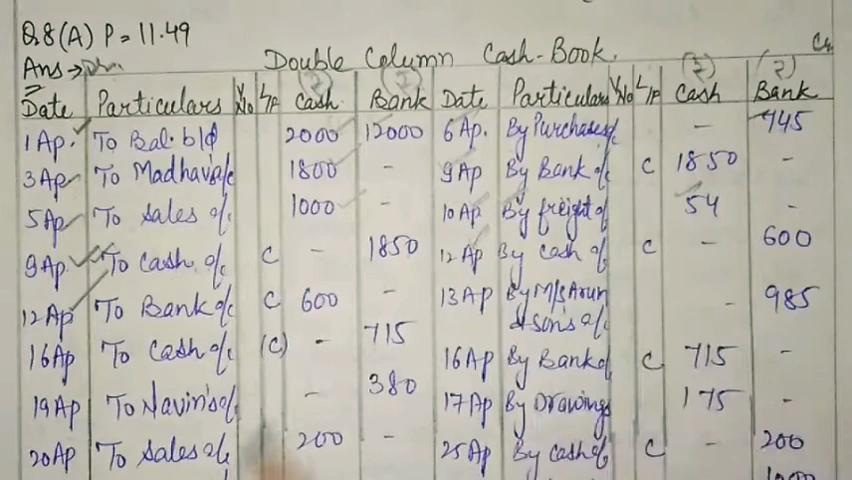 Q.8(A) P = 11.49
Double Column Cash-Book.
Ans → Dr. Cr.
(₹) (₹) (₹) (₹)
Date Particulars V/No L/F Cash Bank Date Particulars V/No L/F Cash Bank
1 Ap. To Bal. b/d 2000 12000 6 Ap. By Purchases a/c - 445
3 Ap To Madhav's a/c 1800 - 9 Ap By Bank a/c C 1850 -
5 Ap To Sales a/c 1000 - 10 Ap By freight a/c 54 -
9 Ap To Cash a/c C - 1850 12 Ap By Cash a/c C - 600
12 Ap To Bank a/c C 600 13 Ap By M/s Arun - 985
& son's a/c
16 Ap To Cash a/c (C) - 715 16 Ap By Bank a/c C 715 -
19 Ap To Navin's a/c - 380 17 Ap By Drawings 175 -
20 Ap To Sales a/c 200 - 25 Ap By Cash a/c C - 200